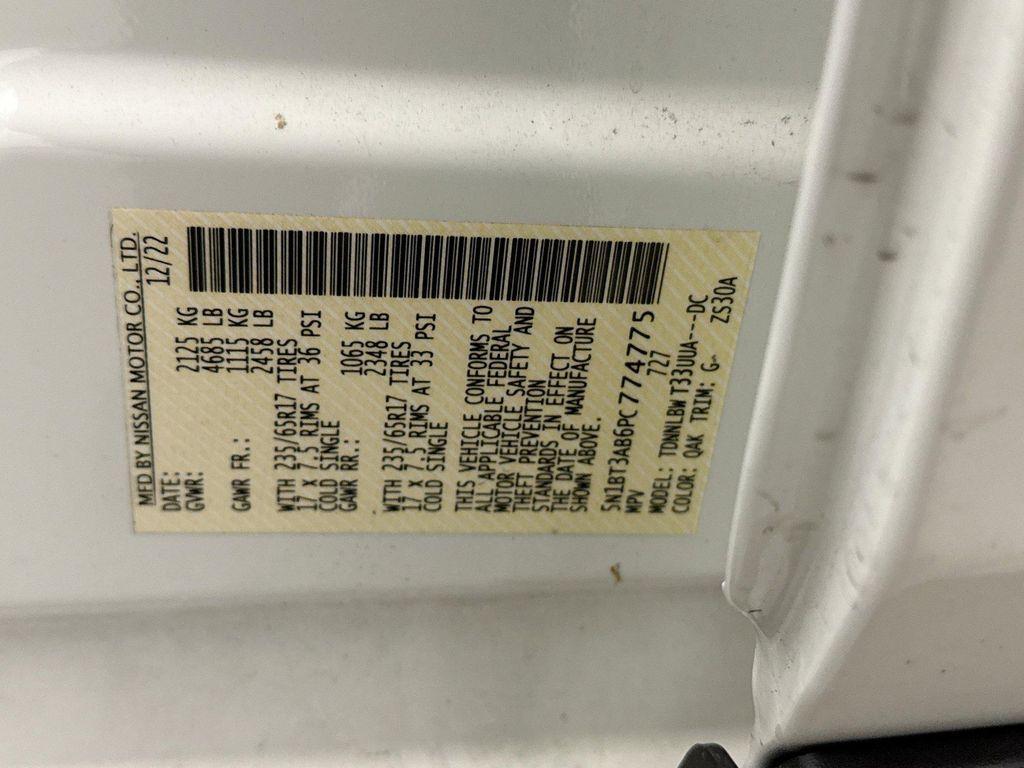 MFD BY NISSAN MOTOR CO., LTD.
DATE: 12/22
GVWR: 2125 KG
4685 LB
GAWR FR.: 1115 KG
2458 LB
WITH 235/65R17 TIRES
17 X 7.5 RIMS AT 36 PSI
COLD SINGLE
GAWR RR.: 1065 KG
2348 LB
WITH 235/65R17 TIRES
17 X 7.5 RIMS AT 33 PSI
COLD SINGLE
THIS VEHICLE CONFORMS TO
ALL APPLICABLE FEDERAL
MOTOR VEHICLE SAFETY AND
THEFT PREVENTION
STANDARDS IN EFFECT ON
THE DATE OF MANUFACTURE
SHOWN ABOVE.
5N1BT3AB6PC774775
MPV 727
MODEL: TDNNLBWT33UUA---DC
COLOR: QAK TRIM: G- ZS30A